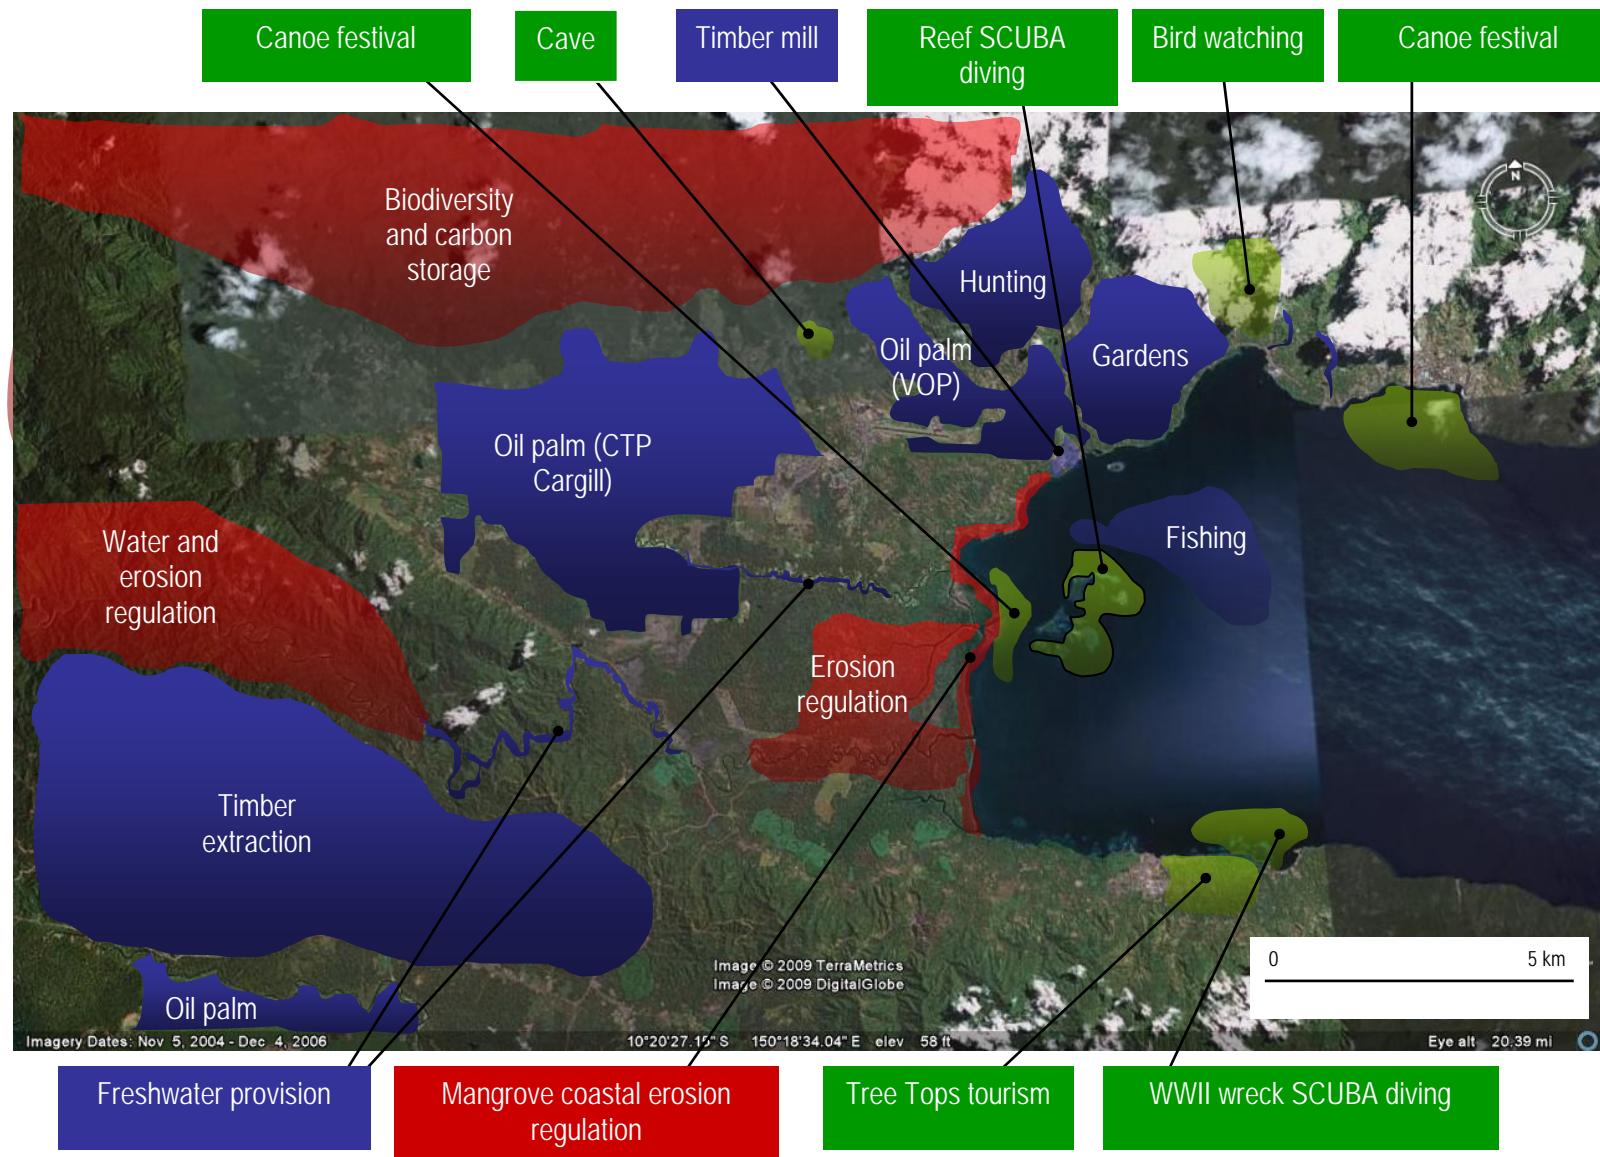 Canoe festival
Cave
Timber mill
Reef SCUBA
diving
Bird watching
Canoe festival
N
Biodiversity
and carbon
storage
Hunting
Oil palm
(VOP)
Gardens
Oil palm (CTP
Cargill)
Water and
erosion
regulation
Fishing
Erosion
regulation
Timber
extraction
Oil palm
Image © 2009 TerraMetrics
Image © 2009 DigitalGlobe
0 5 km
Imagery Dates: Nov 5, 2004 - Dec 4, 2006
10°20'27.15" S 150°18'34.04" E elev 58 ft
Eye alt 20.39 mi
Freshwater provision
Mangrove coastal erosion
regulation
Tree Tops tourism
WWII wreck SCUBA diving